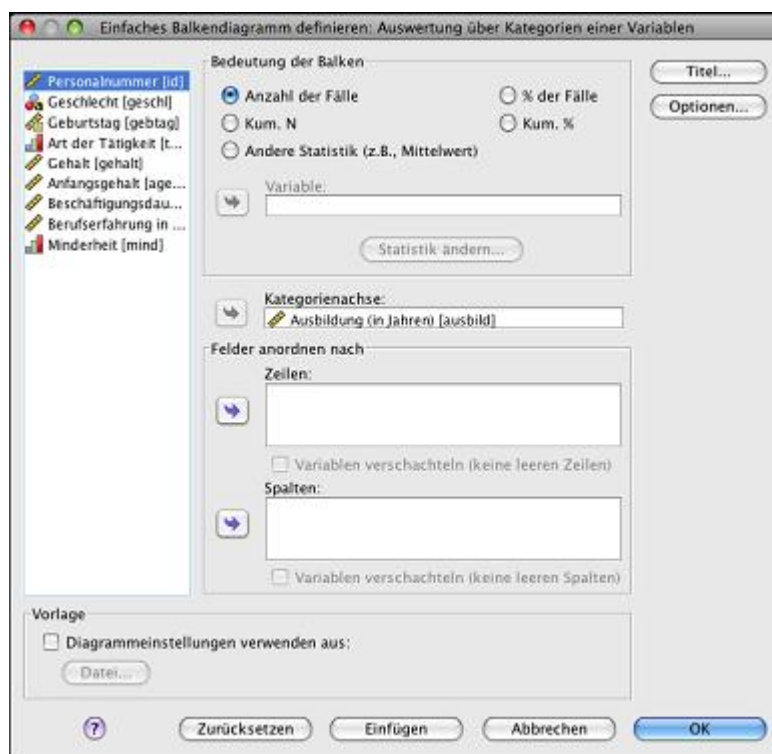 Einfaches Balkendiagramm definieren: Auswertung über Kategorien einer Variablen
Personalnummer [id]
Geschlecht [geschl]
Geburtstag [gebtag]
Art der Tätigkeit [t...
Gehalt [gehalt]
Anfangsgehalt [age...
Beschäftigungsdau...
Berufserfahrung in ...
Minderheit [mind]
Bedeutung der Balken
Anzahl der Fälle
% der Fälle
Kum. N
Kum. %
Andere Statistik (z.B., Mittelwert)
Variable:
Statistik ändern...
Titel...
Optionen...
Kategorienachse:
Ausbildung (in Jahren) [ausbild]
Felder anordnen nach
Zeilen:
Variablen verschachteln (keine leeren Zeilen)
Spalten:
Variablen verschachteln (keine leeren Spalten)
Vorlage
Diagrammeinstellungen verwenden aus:
Datei...
?
Zurücksetzen
Einfügen
Abbrechen
OK